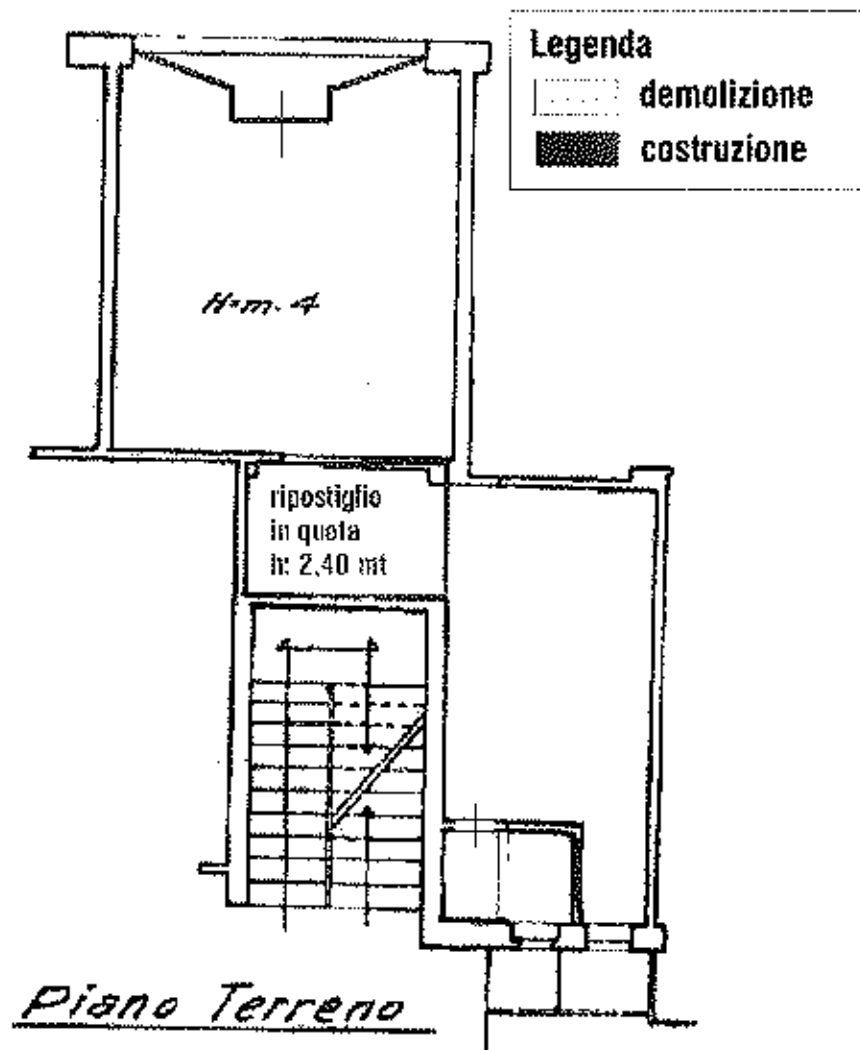 Legenda
demolizione
costruzione
H=m. 4
ripostiglio
in quota
h: 2,40 mt
Piano Terreno